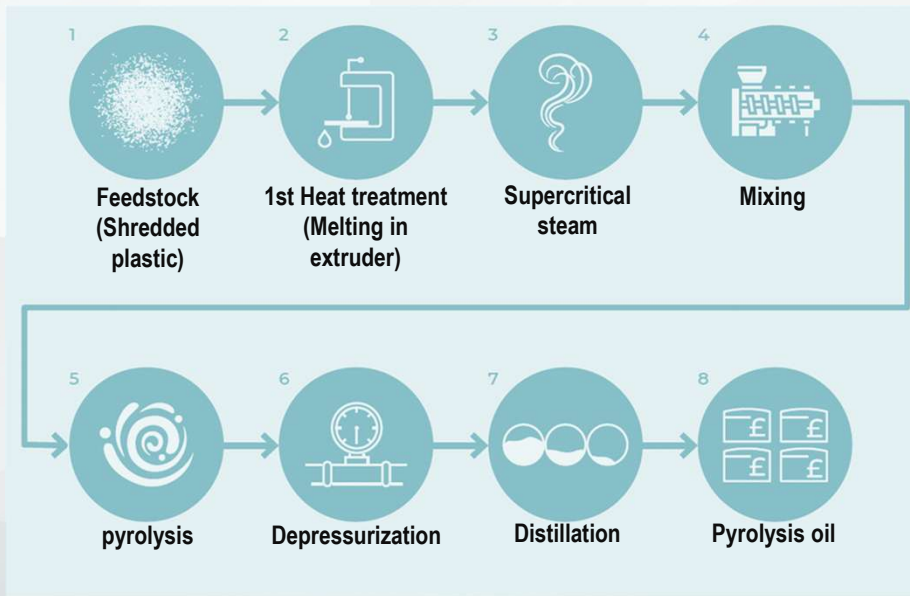 1
2
3
4
Feedstock
(Shredded
plastic)
1st Heat treatment
(Melting in
extruder)
Supercritical
steam
Mixing
5
6
7
8
££
££
pyrolysis
Depressurization
Distillation
Pyrolysis oil